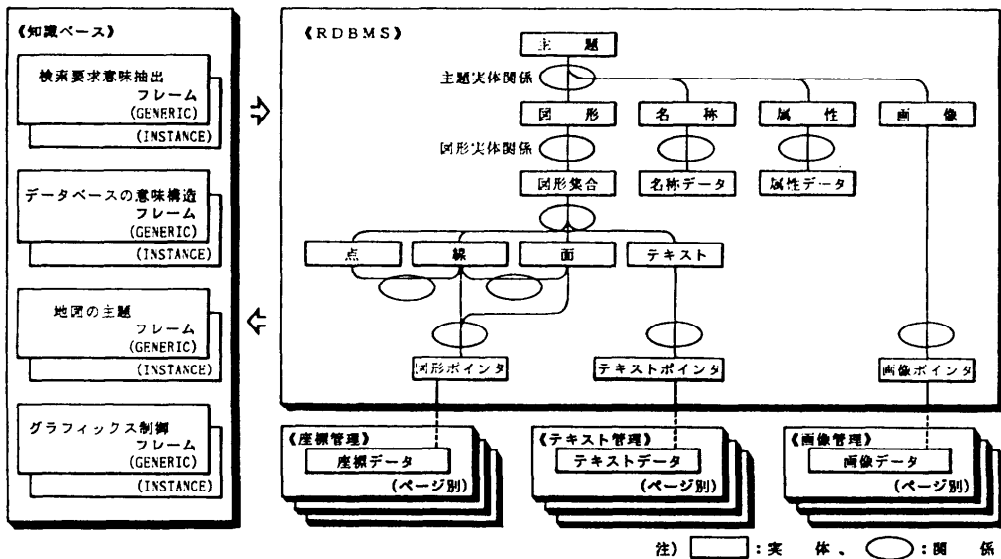 《知識ベース》
検索要求意味抽出
フレーム
(GENERIC)
(INSTANCE)
データベースの意味構造
フレーム
(GENERIC)
(INSTANCE)
地図の主題
フレーム
(GENERIC)
(INSTANCE)
グラフィックス制御
フレーム
(GENERIC)
(INSTANCE)
《RDBMS》
主 題
主題実体関係
図 形 名 称 属 性 画 像
図形実体関係
図形集合 名称データ 属性データ
点 線 面 テキスト
図形ポインタ テキストポインタ 画像ポインタ
《座標管理》 《テキスト管理》 《画像管理》
座標データ テキストデータ 画像データ
(ページ別) (ページ別) (ページ別)
注) :実 体、 :関 係